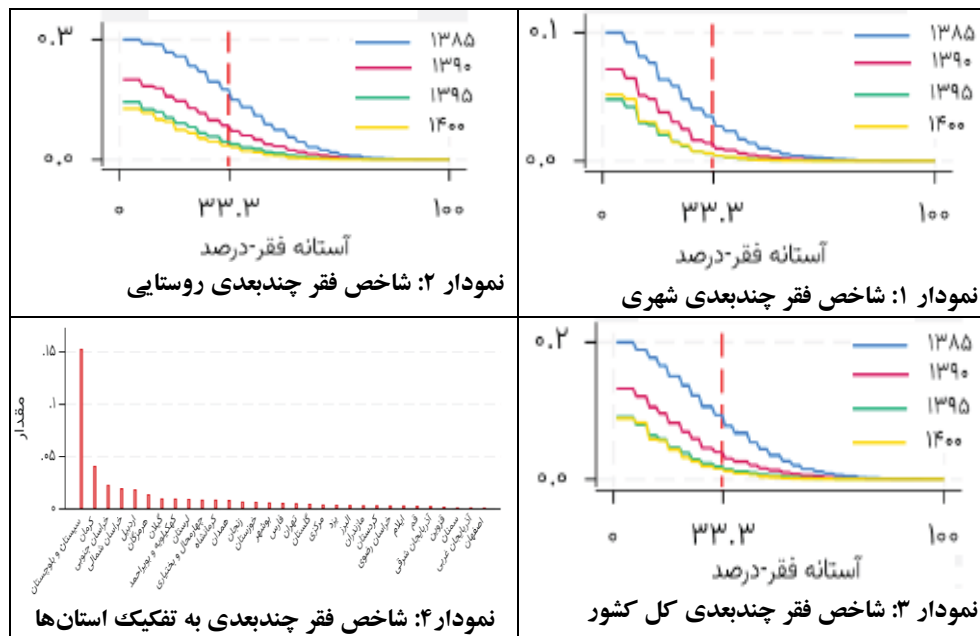 ۰.۱
۰.۰
۱۳۸۵
۱۳۹۰
۱۳۹۵
۱۴۰۰
۰ ۳۳.۳ ۱۰۰
آستانه فقر-درصد
نمودار ۱: شاخص فقر چندبعدی شهری
۰.۳
۰.۰
۱۳۸۵
۱۳۹۰
۱۳۹۵
۱۴۰۰
۰ ۳۳.۳ ۱۰۰
آستانه فقر-درصد
نمودار ۲: شاخص فقر چندبعدی روستایی
۰.۲
۰.۰
۱۳۸۵
۱۳۹۰
۱۳۹۵
۱۴۰۰
۰ ۳۳.۳ ۱۰۰
آستانه فقر-درصد
نمودار ۳: شاخص فقر چندبعدی کل کشور
مقدار
.۱۵
.۱
.۰۵
۰
سیستان و بلوچستان
کرمان
خراسان جنوبی
خراسان شمالی
اردبیل
هرمزگان
گیلان
کهگیلویه و بویراحمد
لرستان
چهارمحال و بختیاری
کرمانشاه
همدان
زنجان
خوزستان
بوشهر
فارس
تهران
گلستان
مرکزی
یزد
البرز
مازندران
کردستان
خراسان رضوی
ایلام
قم
آذربایجان شرقی
قزوین
سمنان
آذربایجان غربی
اصفهان
نمودار۴: شاخص فقر چندبعدی به تفکیک استان‌ها